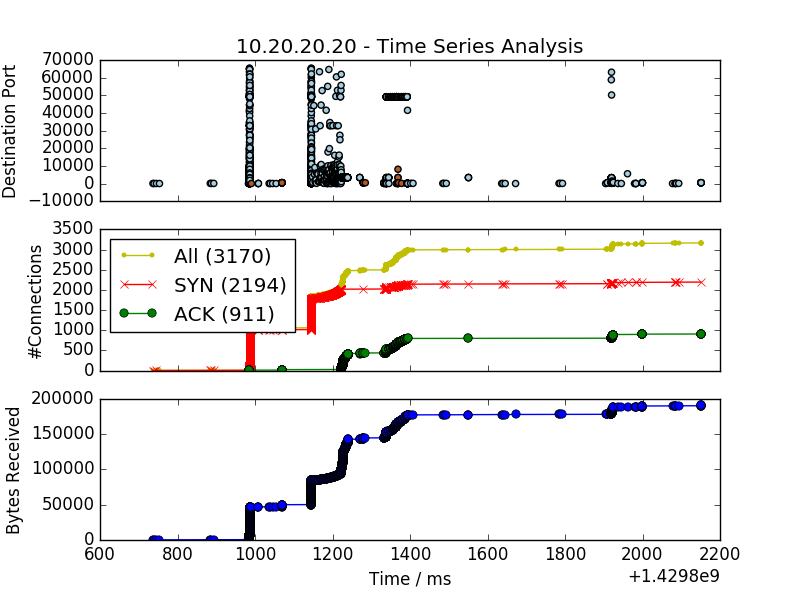 10.20.20.20 - Time Series Analysis
Destination Port
70000
60000
50000
40000
30000
20000
10000
0
−10000
#Connections
3500
3000
2500
2000
1500
1000
500
0
All (3170)
SYN (2194)
ACK (911)
Bytes Received
200000
150000
100000
50000
0
600 800 1000 1200 1400 1600 1800 2000 2200
Time / ms
+1.4298e9